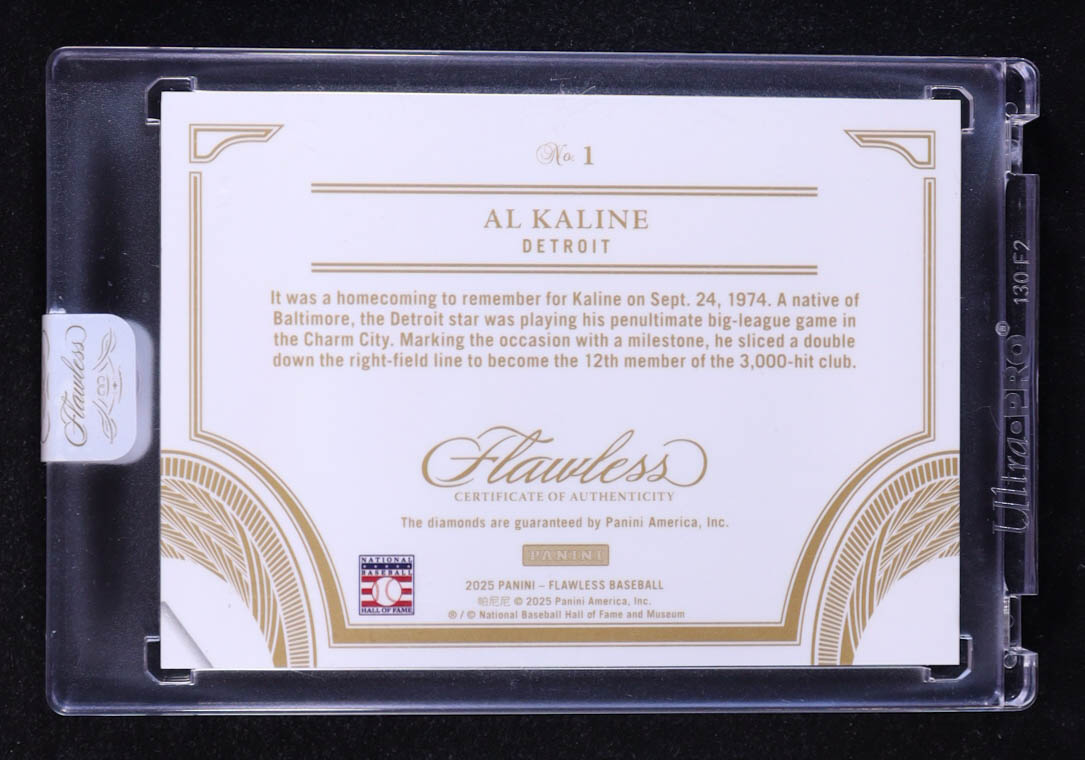 No. 1
AL KALINE
DETROIT
It was a homecoming to remember for Kaline on Sept. 24, 1974. A native of
Baltimore, the Detroit star was playing his penultimate big-league game in
the Charm City. Marking the occasion with a milestone, he sliced a double
down the right-field line to become the 12th member of the 3,000-hit club.
Flawless
CERTIFICATE OF AUTHENTICITY
The diamonds are guaranteed by Panini America, Inc.
PANINI
NATIONAL
BASEBALL
HALL OF FAME
2025 PANINI – FLAWLESS BASEBALL
帕尼尼 © 2025 Panini America, Inc.
® / © National Baseball Hall of Fame and Museum
Flawless
Ultra•PRO® 130 F2